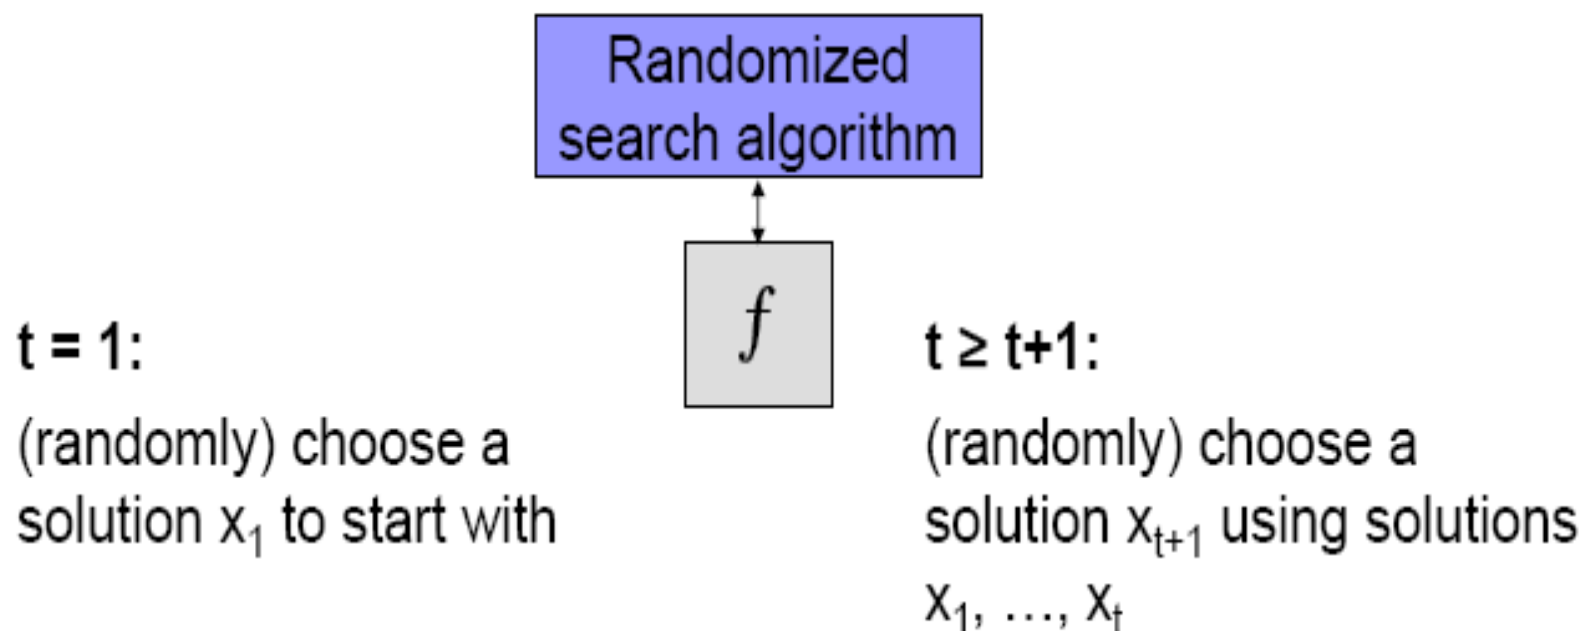 Randomized
search algorithm
f
t = 1:
(randomly) choose a
solution x₁ to start with
t ≥ t+1:
(randomly) choose a
solution xₜ₊₁ using solutions
x₁, …, xₜ